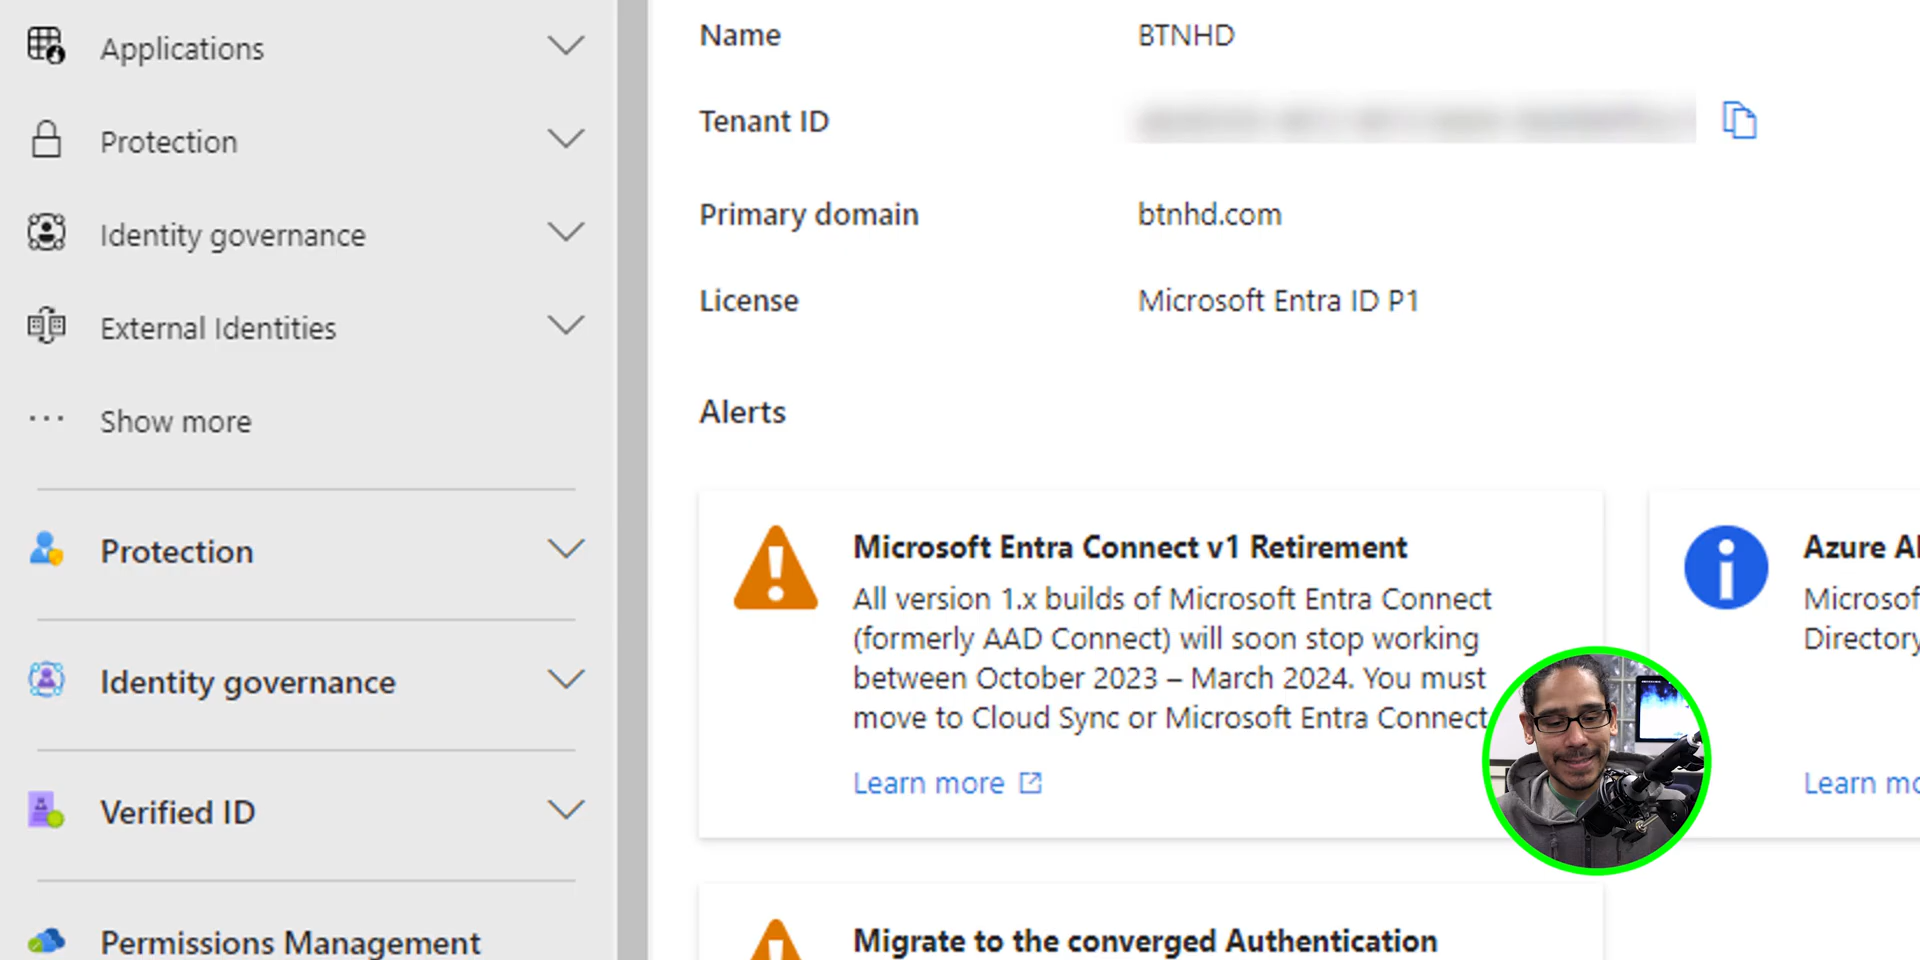 Applications
Protection
Identity governance
External Identities
Show more
Protection
Identity governance
Verified ID
Permissions Management
Name BTNHD
Tenant ID
Primary domain btnhd.com
License Microsoft Entra ID P1
Alerts
Microsoft Entra Connect v1 Retirement
All version 1.x builds of Microsoft Entra Connect
(formerly AAD Connect) will soon stop working
between October 2023 – March 2024. You must
move to Cloud Sync or Microsoft Entra Connect
Learn more
Azure
Directory
Learn
Migrate to the converged Authentication